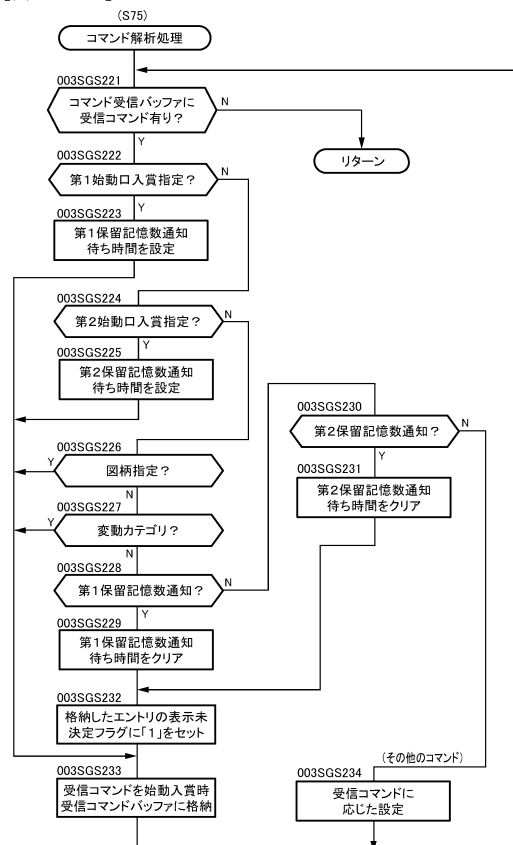 (S75)
コマンド解析処理
003SGS221
コマンド受信バッファに
受信コマンド有り？
N
Y
リターン
003SGS222
第１始動口入賞指定？
N
Y
003SGS223
第１保留記憶数通知
待ち時間を設定
003SGS224
第２始動口入賞指定？
N
Y
003SGS225
第２保留記憶数通知
待ち時間を設定
003SGS226
図柄指定？
Y
N
003SGS227
変動カテゴリ？
Y
N
003SGS228
第１保留記憶数通知？
N
Y
003SGS229
第１保留記憶数通知
待ち時間をクリア
003SGS230
第２保留記憶数通知？
N
Y
003SGS231
第２保留記憶数通知
待ち時間をクリア
003SGS232
格納したエントリの表示未
決定フラグに「１」をセット
003SGS233
受信コマンドを始動入賞時
受信コマンドバッファに格納
(その他のコマンド)
003SGS234
受信コマンドに
応じた設定